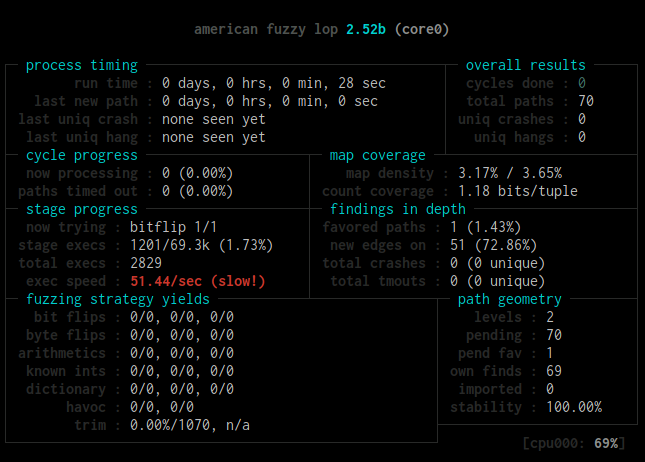 american fuzzy lop 2.52b (core0)
process timing overall results
run time : 0 days, 0 hrs, 0 min, 28 sec cycles done : 0
last new path : 0 days, 0 hrs, 0 min, 0 sec total paths : 70
last uniq crash : none seen yet uniq crashes : 0
last uniq hang : none seen yet uniq hangs : 0
cycle progress map coverage
now processing : 0 (0.00%) map density : 3.17% / 3.65%
paths timed out : 0 (0.00%) count coverage : 1.18 bits/tuple
stage progress findings in depth
now trying : bitflip 1/1 favored paths : 1 (1.43%)
stage execs : 1201/69.3k (1.73%) new edges on : 51 (72.86%)
total execs : 2829 total crashes : 0 (0 unique)
exec speed : 51.44/sec (slow!) total tmouts : 0 (0 unique)
fuzzing strategy yields path geometry
bit flips : 0/0, 0/0, 0/0 levels : 2
byte flips : 0/0, 0/0, 0/0 pending : 70
arithmetics : 0/0, 0/0, 0/0 pend fav : 1
known ints : 0/0, 0/0, 0/0 own finds : 69
dictionary : 0/0, 0/0, 0/0 imported : 0
havoc : 0/0, 0/0 stability : 100.00%
trim : 0.00%/1070, n/a
[cpu000: 69%]